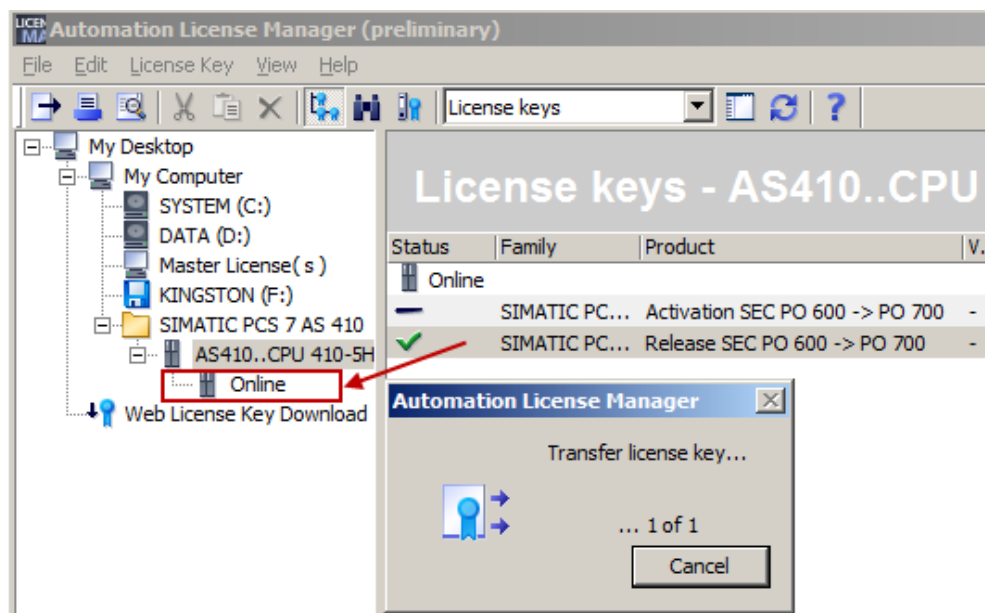 Automation License Manager (preliminary)
File Edit License Key View Help
License keys
My Desktop
My Computer
SYSTEM (C:)
DATA (D:)
Master License( s )
KINGSTON (F:)
SIMATIC PCS 7 AS 410
AS410..CPU 410-5H
Online
Web License Key Download
License keys - AS410..CPU
Status Family Product V.
Online
SIMATIC PC... Activation SEC PO 600 -> PO 700 -
SIMATIC PC... Release SEC PO 600 -> PO 700 -
Automation License Manager
Transfer license key...
... 1 of 1
Cancel